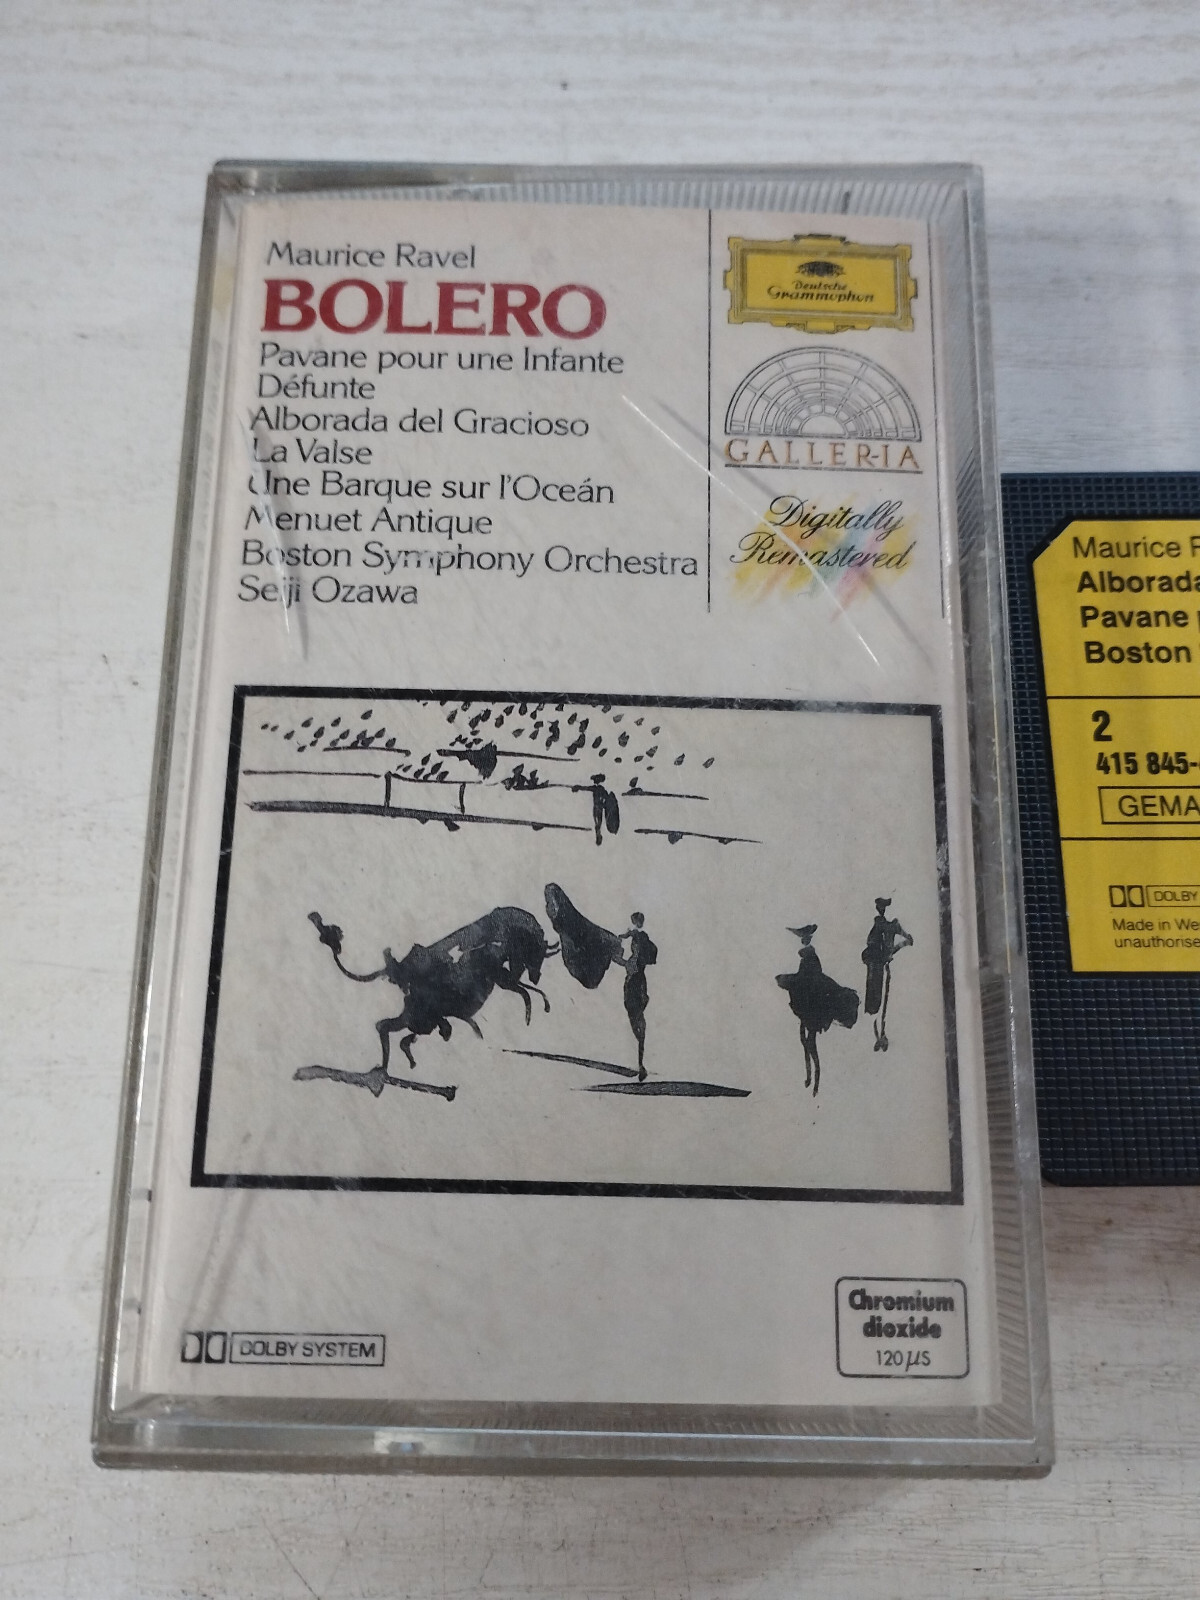 Maurice Ravel
BOLERO
Pavane pour une Infante
Défunte
Alborada del Gracioso
La Valse
Une Barque sur l'Oceán
Menuet Antique
Boston Symphony Orchestra
Seiji Ozawa
Deutsche
Grammophon
GALLERIA
Digitally
Remastered
DOLBY SYSTEM
Chromium
dioxide
120 µs
Maurice
Alborada
Pavane
Boston
2
415 845-
GEMA
DOLBY
Made in
unauthorise